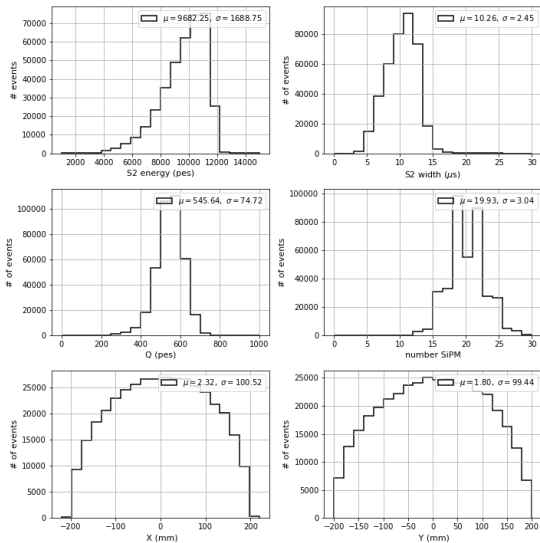 μ=9682.25, σ=1688.75
# events
70000
60000
50000
40000
30000
20000
10000
0
2000 4000 6000 8000 10000 12000 14000
S2 energy (pes)
μ=10.26, σ=2.45
# of events
80000
60000
40000
20000
0
0 5 10 15 20 25 30
S2 width (μs)
μ=545.64, σ=74.72
# of events
100000
80000
60000
40000
20000
0
0 200 400 600 800 1000
Q (pes)
μ=19.93, σ=3.04
# of events
100000
80000
60000
40000
20000
0
0 5 10 15 20 25 30
number SiPM
μ=2.32, σ=100.52
# of events
25000
20000
15000
10000
5000
0
−200 −100 0 100 200
X (mm)
μ=1.80, σ=99.44
# of events
25000
20000
15000
10000
5000
0
−200 −150 −100 −50 0 50 100 150 200
Y (mm)